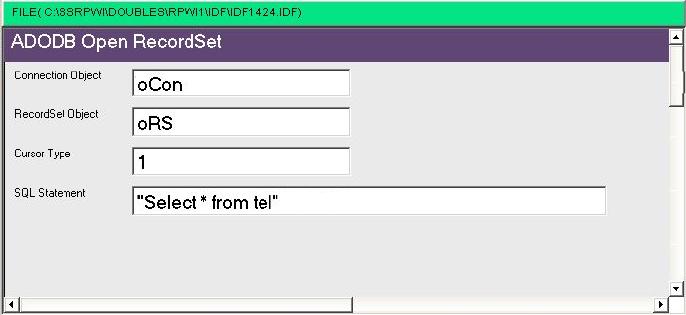 FILE( C:\SSRPWI\DOUBLES\RPWI1\IDF\IDF1424.IDF)
ADODB Open RecordSet
Connection Object
oCon
RecordSet Object
oRS
Cursor Type
1
SQL Statement
"Select * from tel"